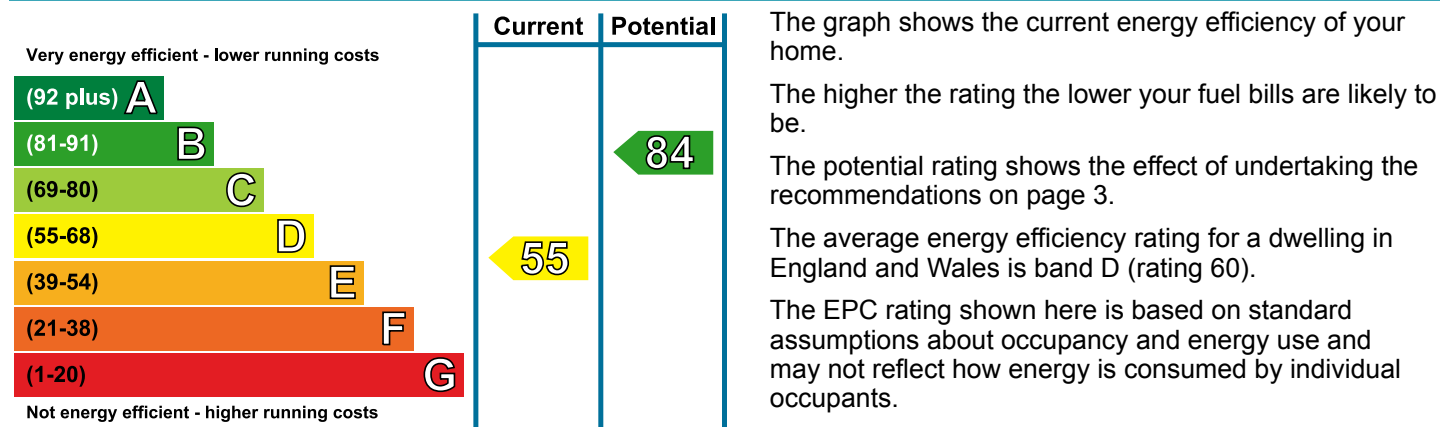 Current Potential
Very energy efficient - lower running costs
(92 plus) A
(81-91) B
84
(69-80) C
(55-68) D
55
(39-54) E
(21-38) F
(1-20) G
Not energy efficient - higher running costs
The graph shows the current energy efficiency of your
home.
The higher the rating the lower your fuel bills are likely to
be.
The potential rating shows the effect of undertaking the
recommendations on page 3.
The average energy efficiency rating for a dwelling in
England and Wales is band D (rating 60).
The EPC rating shown here is based on standard
assumptions about occupancy and energy use and
may not reflect how energy is consumed by individual
occupants.